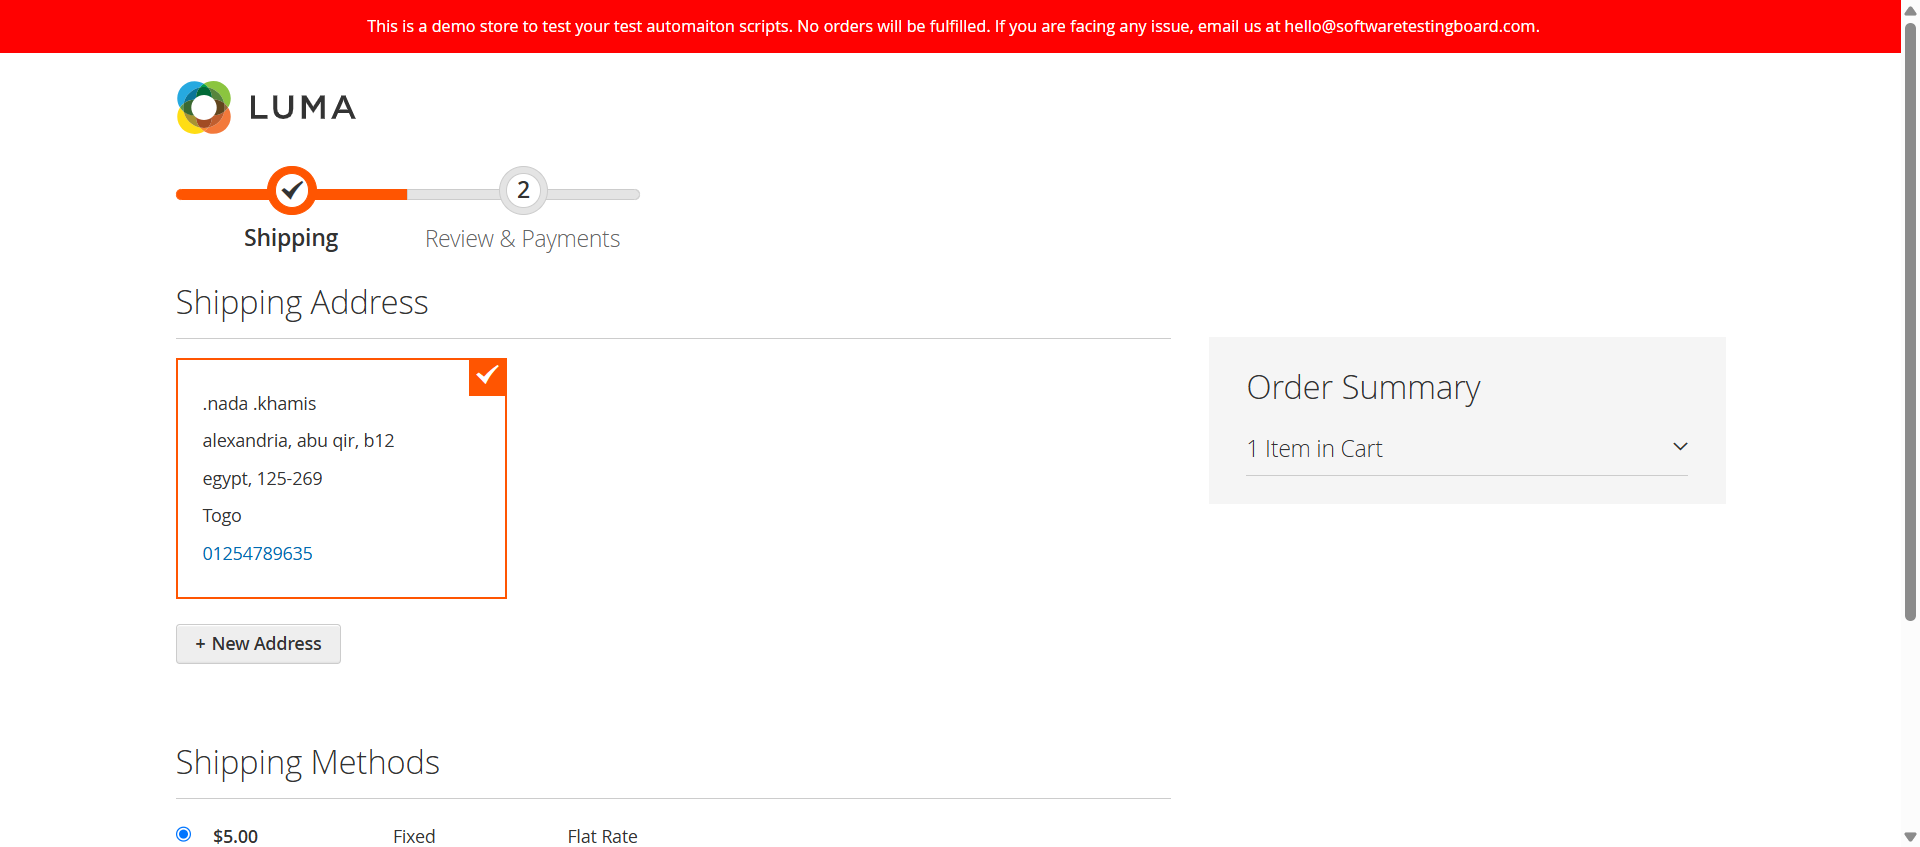 This is a demo store to test your test automaiton scripts. No orders will be fulfilled. If you are facing any issue, email us at hello@softwaretestingboard.com.
LUMA
2
Shipping
Review & Payments
Shipping Address
.nada .khamis
alexandria, abu qir, b12
egypt, 125-269
Togo
01254789635
+ New Address
Order Summary
1 Item in Cart
Shipping Methods
$5.00 Fixed Flat Rate